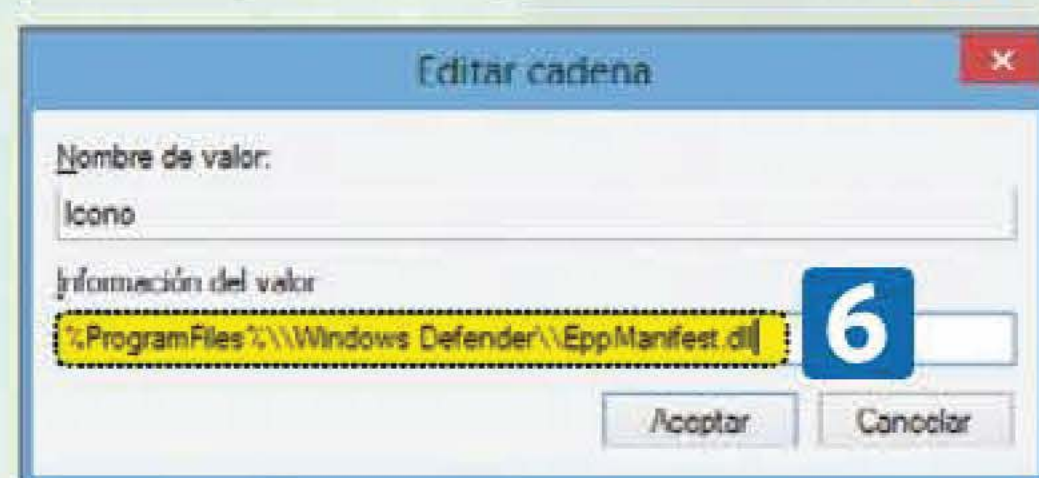 Editar cadena
Nombre de valor:
Icono
Información del valor
%ProgramFiles%\\Windows Defender\\EppManifest.dll
6
Aceptar
Cancelar